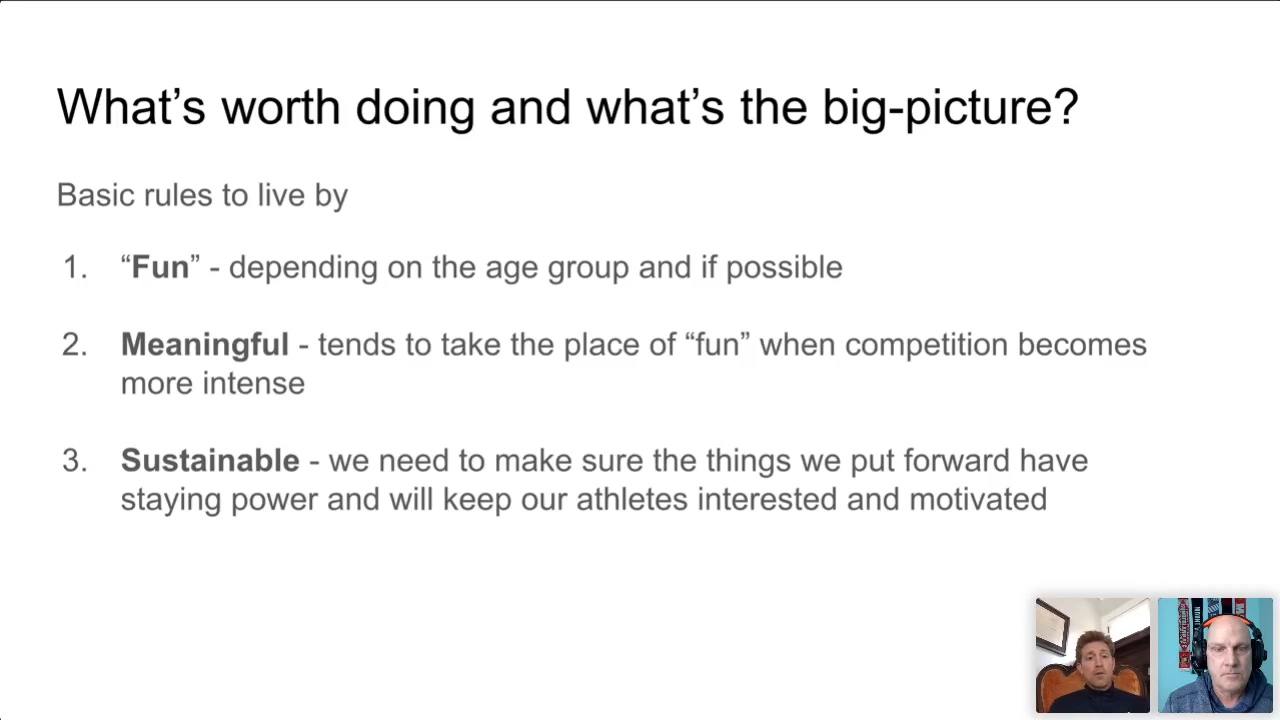 What’s worth doing and what’s the big-picture?
Basic rules to live by
1. “Fun” - depending on the age group and if possible
2. Meaningful - tends to take the place of “fun” when competition becomes
more intense
3. Sustainable - we need to make sure the things we put forward have
staying power and will keep our athletes interested and motivated